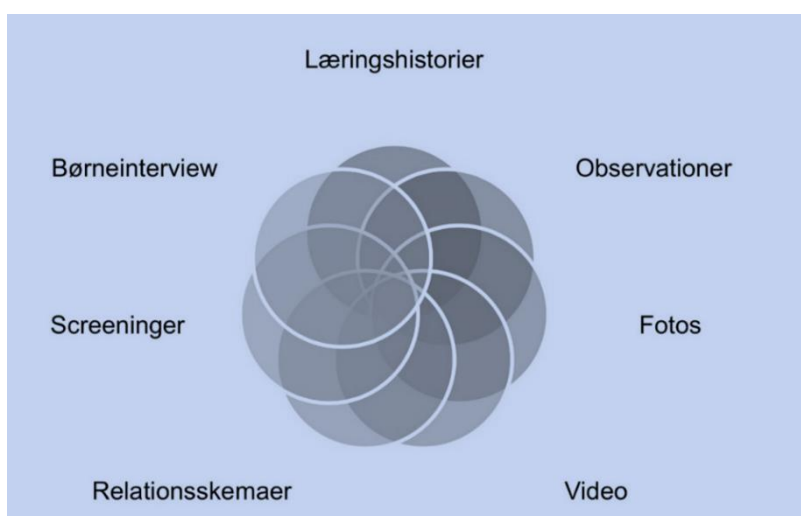 Læringshistorier
Børneinterview
Observationer
Screeninger
Fotos
Relationsskemaer
Video